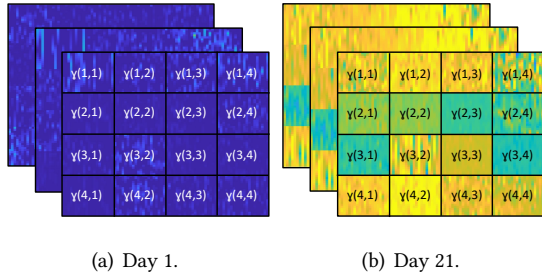 γ(1,1) γ(1,2) γ(1,3) γ(1,4) γ(1,1) γ(1,2) γ(1,3) γ(1,4)
γ(2,1) γ(2,2) γ(2,3) γ(2,4) γ(2,1) γ(2,2) γ(2,3) γ(2,4)
γ(3,1) γ(3,2) γ(3,3) γ(3,4) γ(3,1) γ(3,2) γ(3,3) γ(3,4)
γ(4,1) γ(4,2) γ(4,3) γ(4,4) γ(4,1) γ(4,2) γ(4,3) γ(4,4)
(a) Day 1. (b) Day 21.